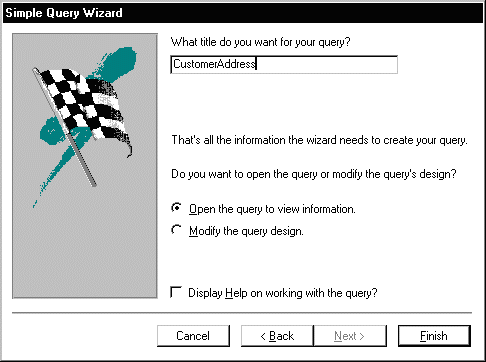 Simple Query Wizard
What title do you want for your query?
CustomerAddress
That's all the information the wizard needs to create your query.
Do you want to open the query or modify the query's design?
Open the query to view information.
Modify the query design.
Display Help on working with the query?
Cancel
< Back
Next >
Finish